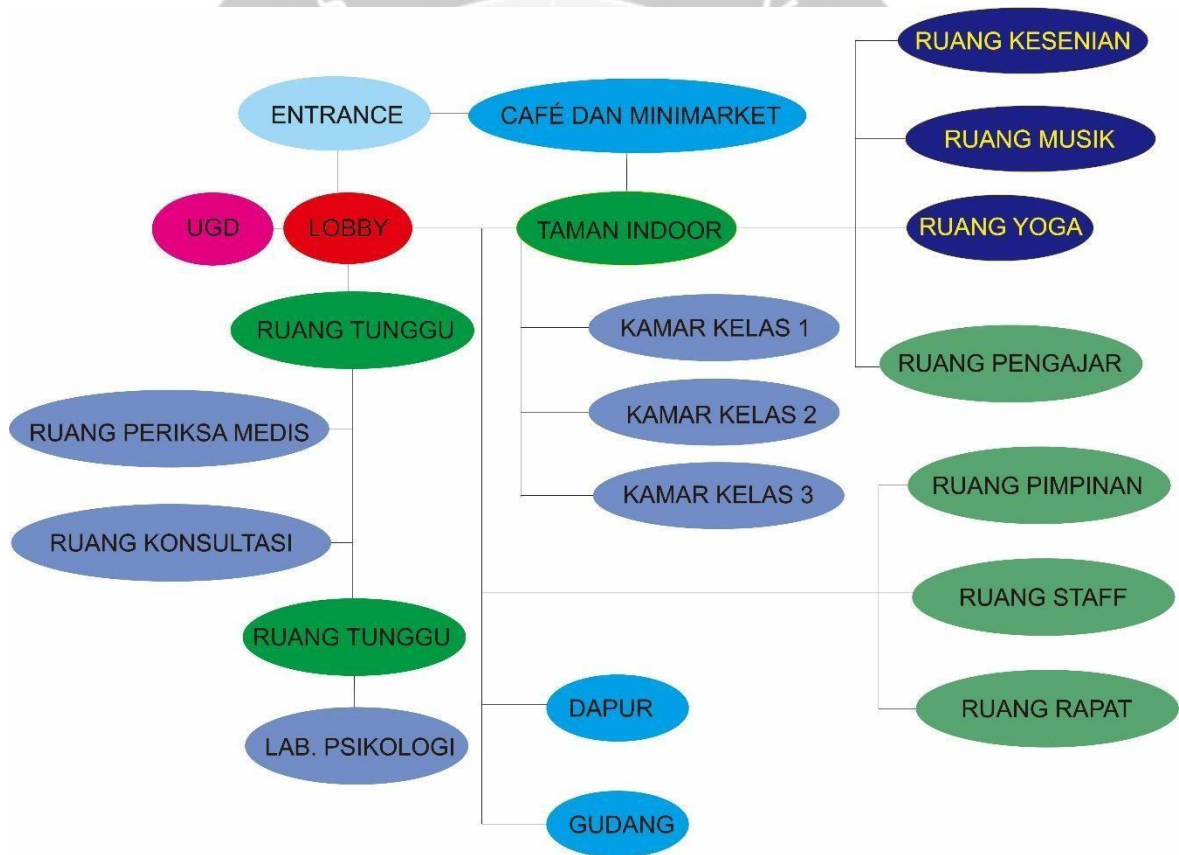 RUANG KESENIAN
ENTRANCE
CAFÉ DAN MINIMARKET
RUANG MUSIK
UGD
LOBBY
TAMAN INDOOR
RUANG YOGA
RUANG TUNGGU
KAMAR KELAS 1
RUANG PENGAJAR
RUANG PERIKSA MEDIS
KAMAR KELAS 2
KAMAR KELAS 3
RUANG PIMPINAN
RUANG KONSULTASI
RUANG STAFF
RUANG TUNGGU
DAPUR
RUANG RAPAT
LAB. PSIKOLOGI
GUDANG